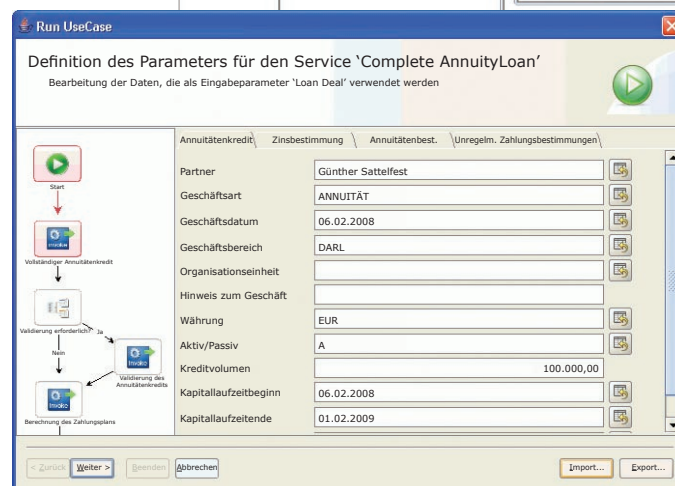 Run UseCase
Definition des Parameters für den Service ‘Complete AnnuityLoan’
Bearbeitung der Daten, die als Eingabeparameter ‘Loan Deal’ verwendet werden
Start
Invoke
Vollständiger Annuitätenkredit
Validierung erforderlich?
Ja
Nein
Invoke
Validierung des
Annuitätenkredits
Invoke
Berechnung des Zahlungsplans
Annuitätenkredit Zinsbestimmung Annuitätenbest. Unregelm. Zahlungsbestimmungen
Partner Günther Sattelfest
Geschäftsart ANNUITÄT
Geschäftsdatum 06.02.2008
Geschäftsbereich DARL
Organisationseinheit
Hinweis zum Geschäft
Währung EUR
Aktiv/Passiv A
Kreditvolumen 100.000,00
Kapitallaufzeitbeginn 06.02.2008
Kapitallaufzeitende 01.02.2009
< Zurück Weiter > Beenden Abbrechen Import... Export...